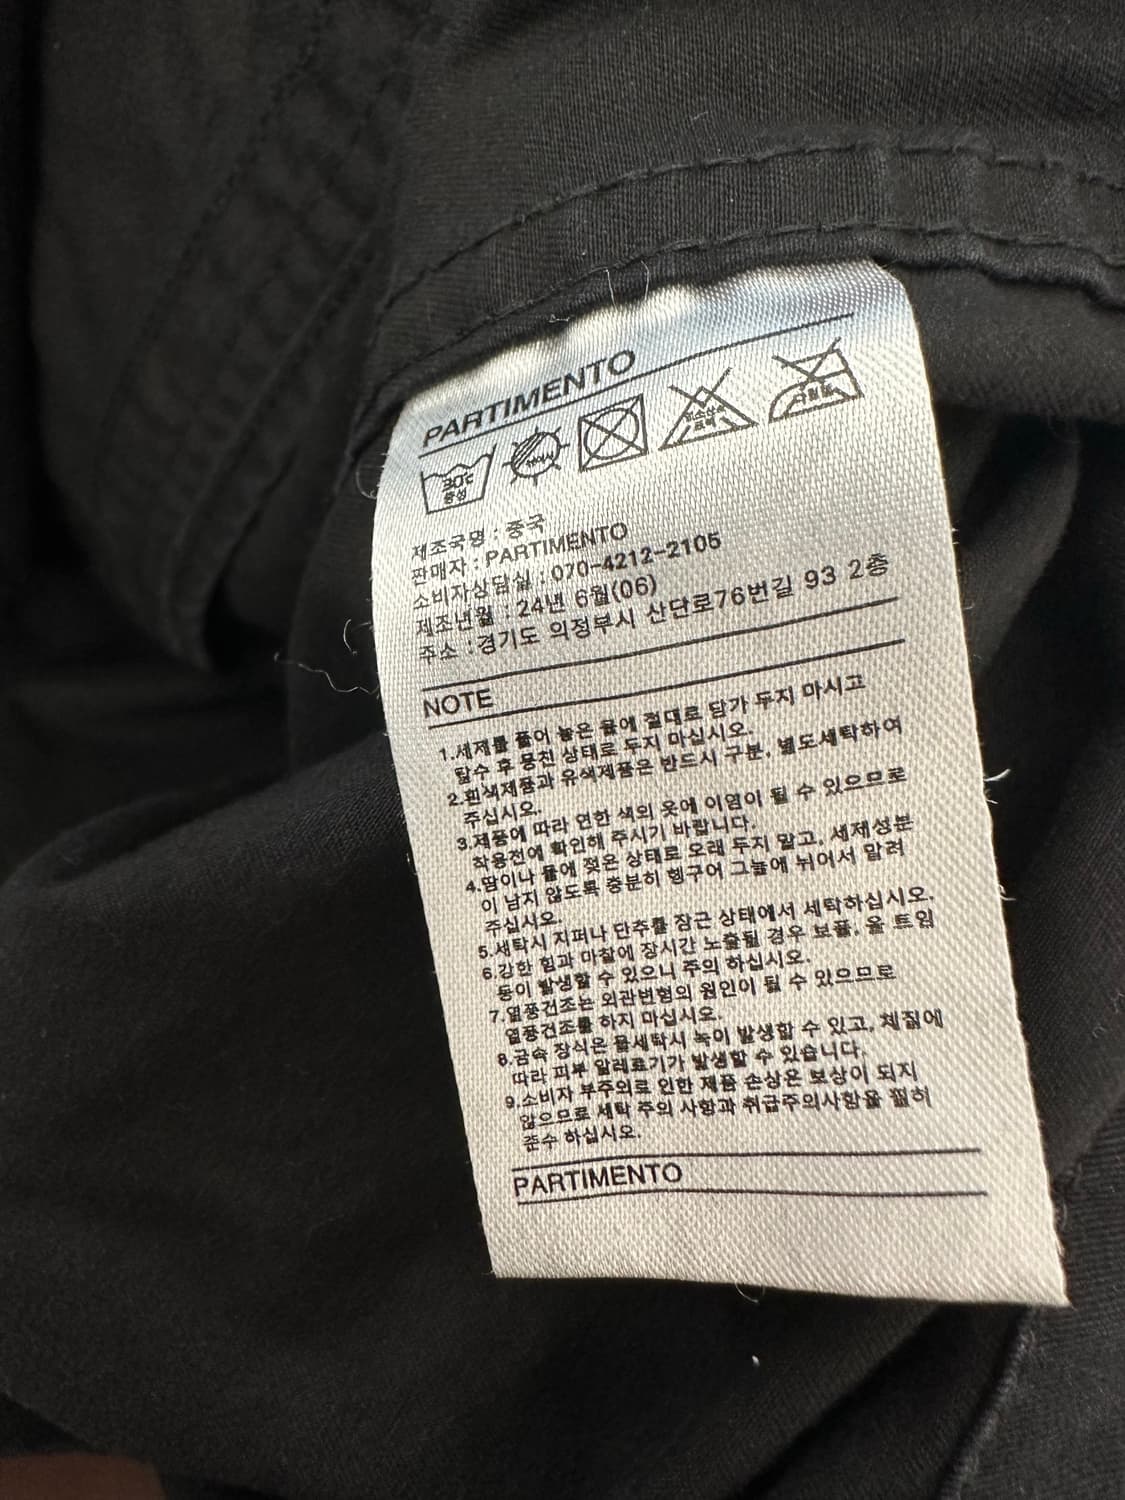 PARTIMENTO
30℃
중성
제조국명 : 중국
판매자 : PARTIMENTO
소비자상담실 : 070-4212-2105
제조년월 : 24년 6월(06)
주소 : 경기도 의정부시 산단로76번길 93 2층
NOTE
1.세제를 풀어 놓은 물에 절대로 담가 두지 마시고
탈수 후 뭉친 상태로 두지 마십시오.
2.흰색제품과 유색제품은 반드시 구분, 별도세탁하여
주십시오.
3.제품에 따라 연한 색의 옷에 이염이 될 수 있으므로
착용전에 확인해 주시기 바랍니다.
4.땀이나 물에 젖은 상태로 오래 두지 말고, 세제성분
이 남지 않도록 충분히 헹구어 그늘에 뉘어서 말려
주십시오.
5.세탁시 지퍼나 단추를 잠근 상태에서 세탁하십시오.
6.강한 힘과 마찰에 장시간 노출될 경우 보풀, 올 트임
등이 발생할 수 있으니 주의 하십시오.
7.열풍건조는 외관변형의 원인이 될 수 있으므로
열풍건조를 하지 마십시오.
8.금속 장식은 물세탁시 녹이 발생할 수 있고, 체질에
따라 피부 알레르기가 발생할 수 있습니다.
9.소비자 부주의로 인한 제품 손상은 보상이 되지
않으므로 세탁 주의 사항과 취급주의사항을 필히
준수 하십시오.
PARTIMENTO